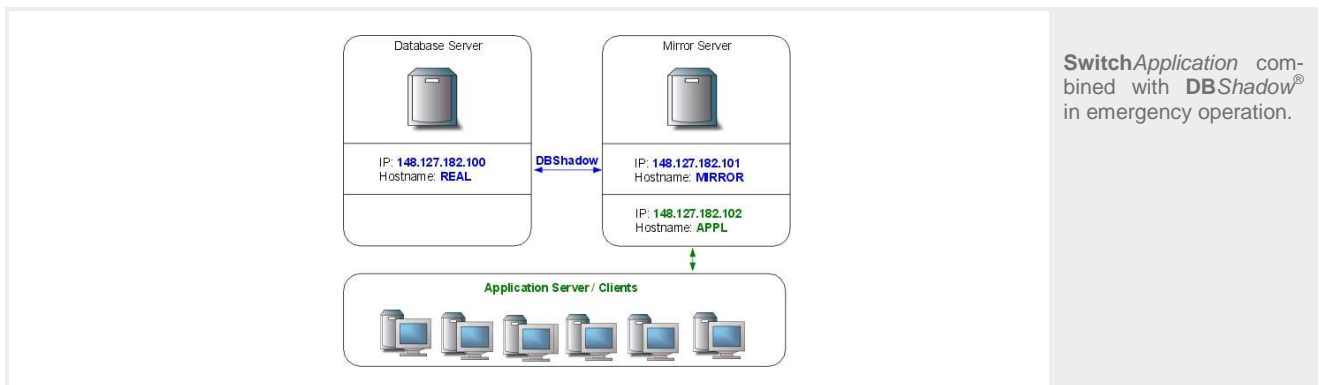 Database Server
Mirror Server
IP: 148.127.182.100
Hostname: REAL
DBShadow
IP: 148.127.182.101
Hostname: MIRROR
IP: 148.127.182.102
Hostname: APPL
Application Server / Clients
SwitchApplication com-
bined with DBShadow®
in emergency operation.